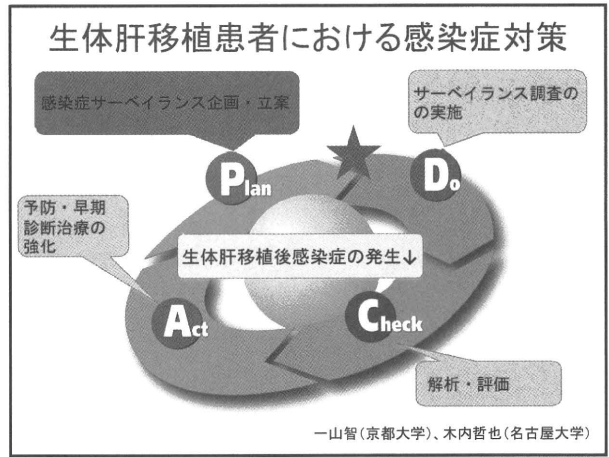 生体肝移植患者における感染症対策
感染症サーベイランス企画・立案
サーベイランス調査の
の実施
Plan
Do
予防・早期
診断治療の
強化
生体肝移植後感染症の発生↓
Act
Check
解析・評価
一山智(京都大学)、木内哲也(名古屋大学)